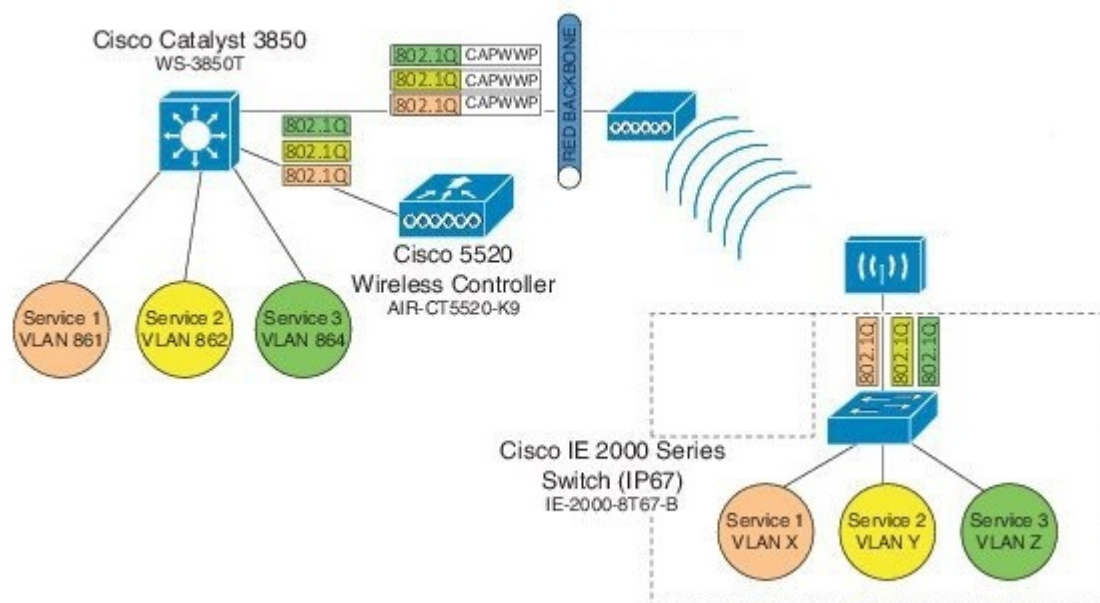 Cisco Catalyst 3850
WS-3850T
802.1Q CAPWWP
802.1Q CAPWWP
802.1Q CAPWWP
RED BACKBONE
802.1Q
802.1Q
802.1Q
Cisco 5520
Wireless Controller
AIR-CT5520-K9
Service 1
VLAN 861
Service 2
VLAN 862
Service 3
VLAN 864
802.1Q
802.1Q
802.1Q
Cisco IE 2000 Series
Switch (IP67)
IE-2000-8T67-B
Service 1
VLAN X
Service 2
VLAN Y
Service 3
VLAN Z